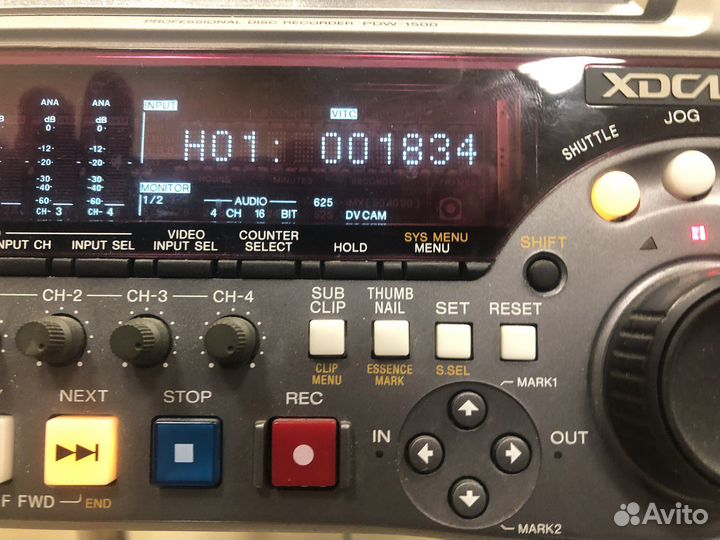 PROFESSIONAL DISC RECORDER PDW-1500
XDCA
JOG
SHUTTLE
ANA ANA
dB dB
0 0
-12- -12-
-20 -20
-30- -30
-40- -40
-60- -60
CH- 3 CH- 4
INPUT
VITC
H01: 001834
MONITOR
1/2
AUDIO
4 CH 16 BIT
625
DVCAM
INPUT CH
INPUT SEL
VIDEO
INPUT SEL
COUNTER
SELECT
HOLD
SYS MENU
MENU
SHIFT
CH-2 CH-3 CH-4
SUB
CLIP
THUMB
NAIL
SET
RESET
CLIP
MENU
ESSENCE
MARK
S.SEL
MARK1
NEXT
STOP
REC
IN
OUT
F FWD
END
MARK2
Avito